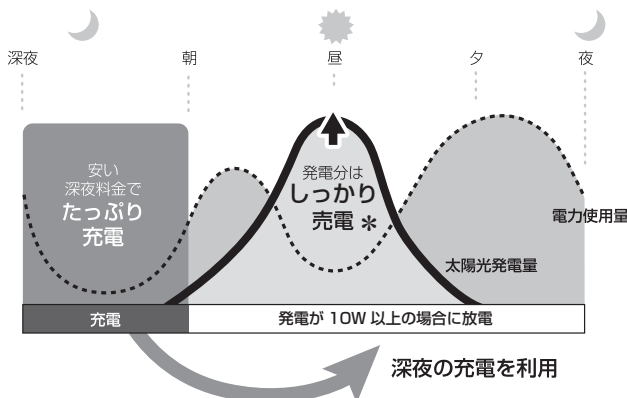 深夜
朝
昼
夕
夜
安い
深夜料金で
たっぷり
充電
発電分は
しっかり
売電＊
電力使用量
太陽光発電量
充電
発電が 10W 以上の場合に放電
深夜の充電を利用